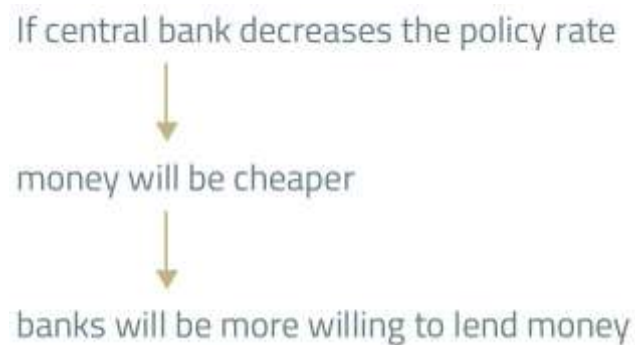 If central bank decreases the policy rate
money will be cheaper
banks will be more willing to lend money